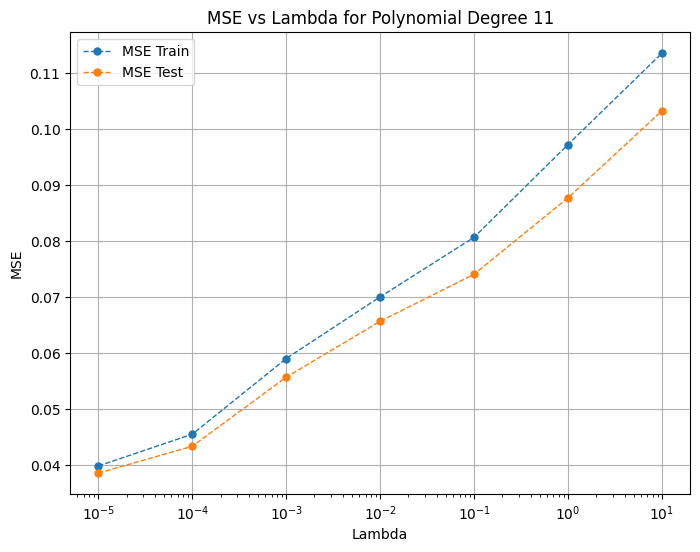 MSE vs Lambda for Polynomial Degree 11
MSE Train
MSE Test
MSE
0.11
0.10
0.09
0.08
0.07
0.06
0.05
0.04
10⁻⁵ 10⁻⁴ 10⁻³ 10⁻² 10⁻¹ 10⁰ 10¹
Lambda